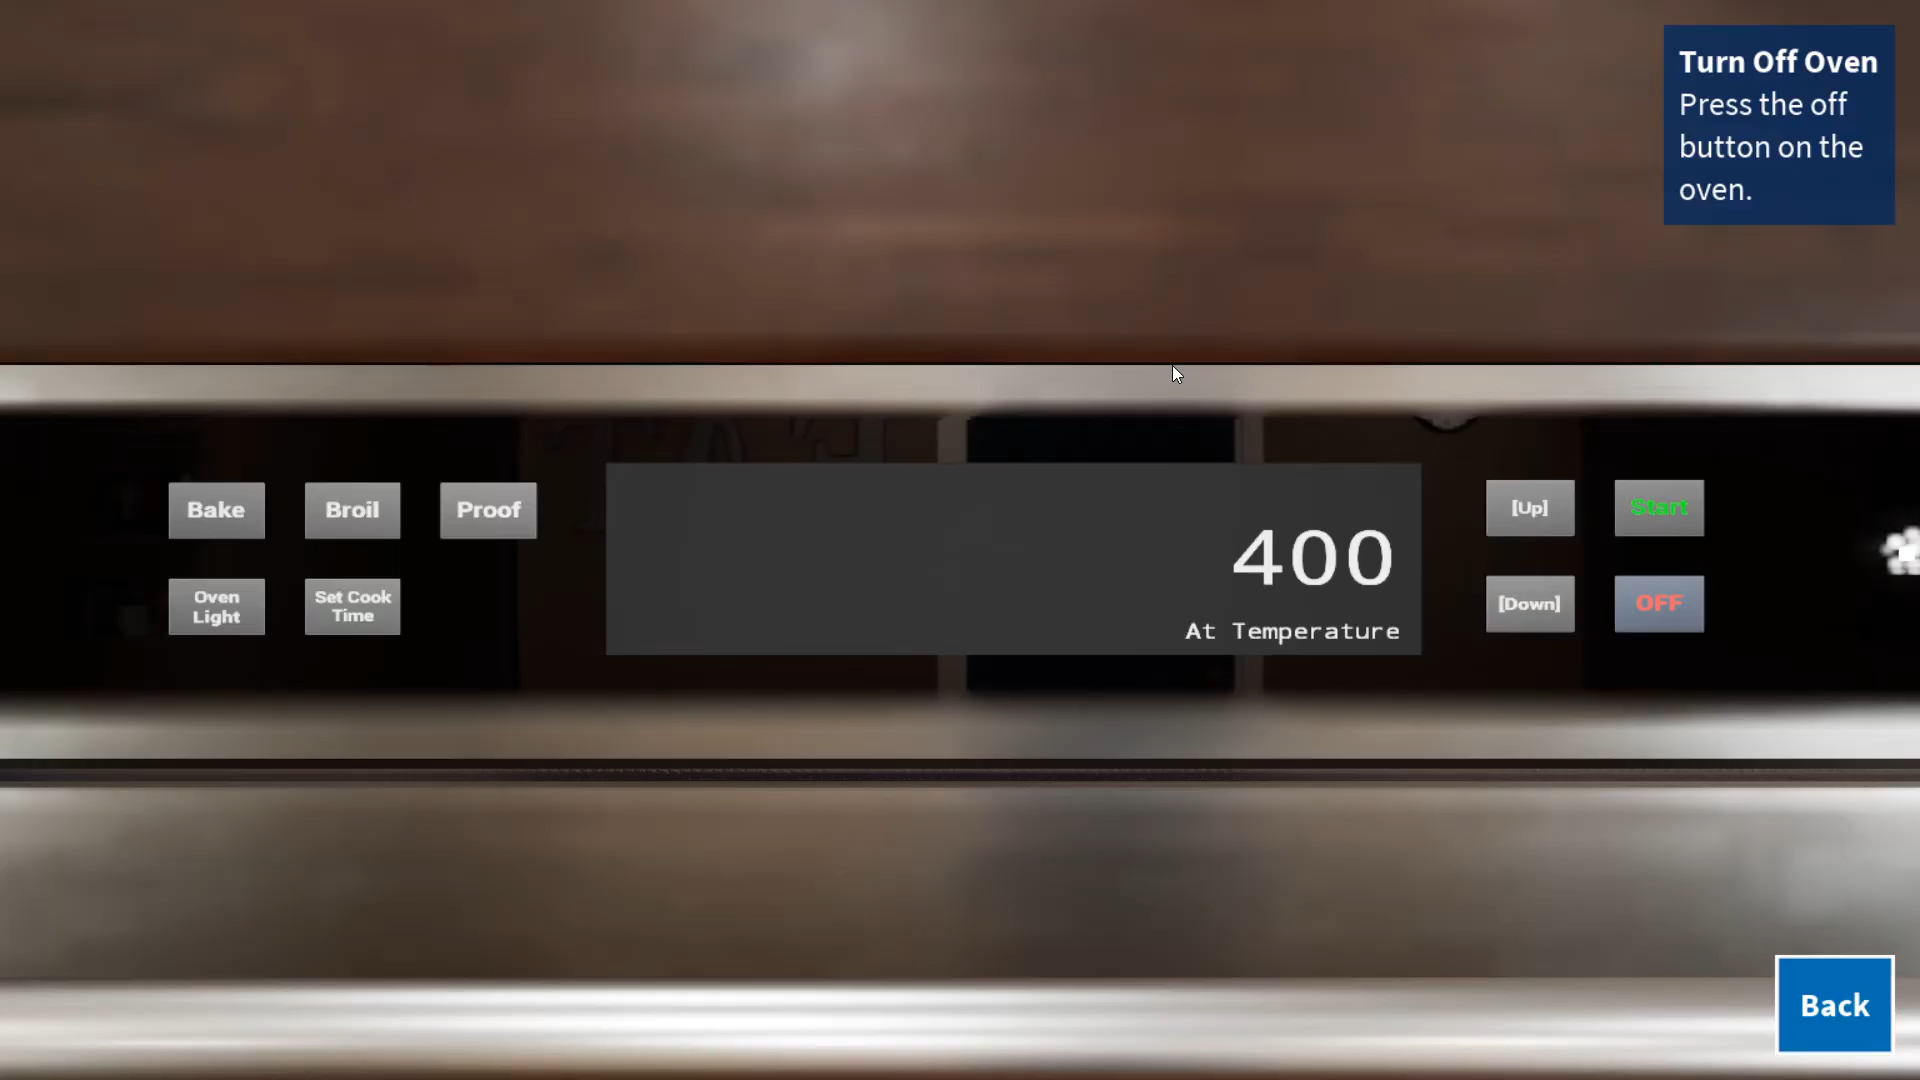 Turn Off Oven
Press the off
button on the
oven.
Bake
Broil
Proof
Oven
Light
Set Cook
Time
400
At Temperature
[Up]
Start
[Down]
OFF
Back